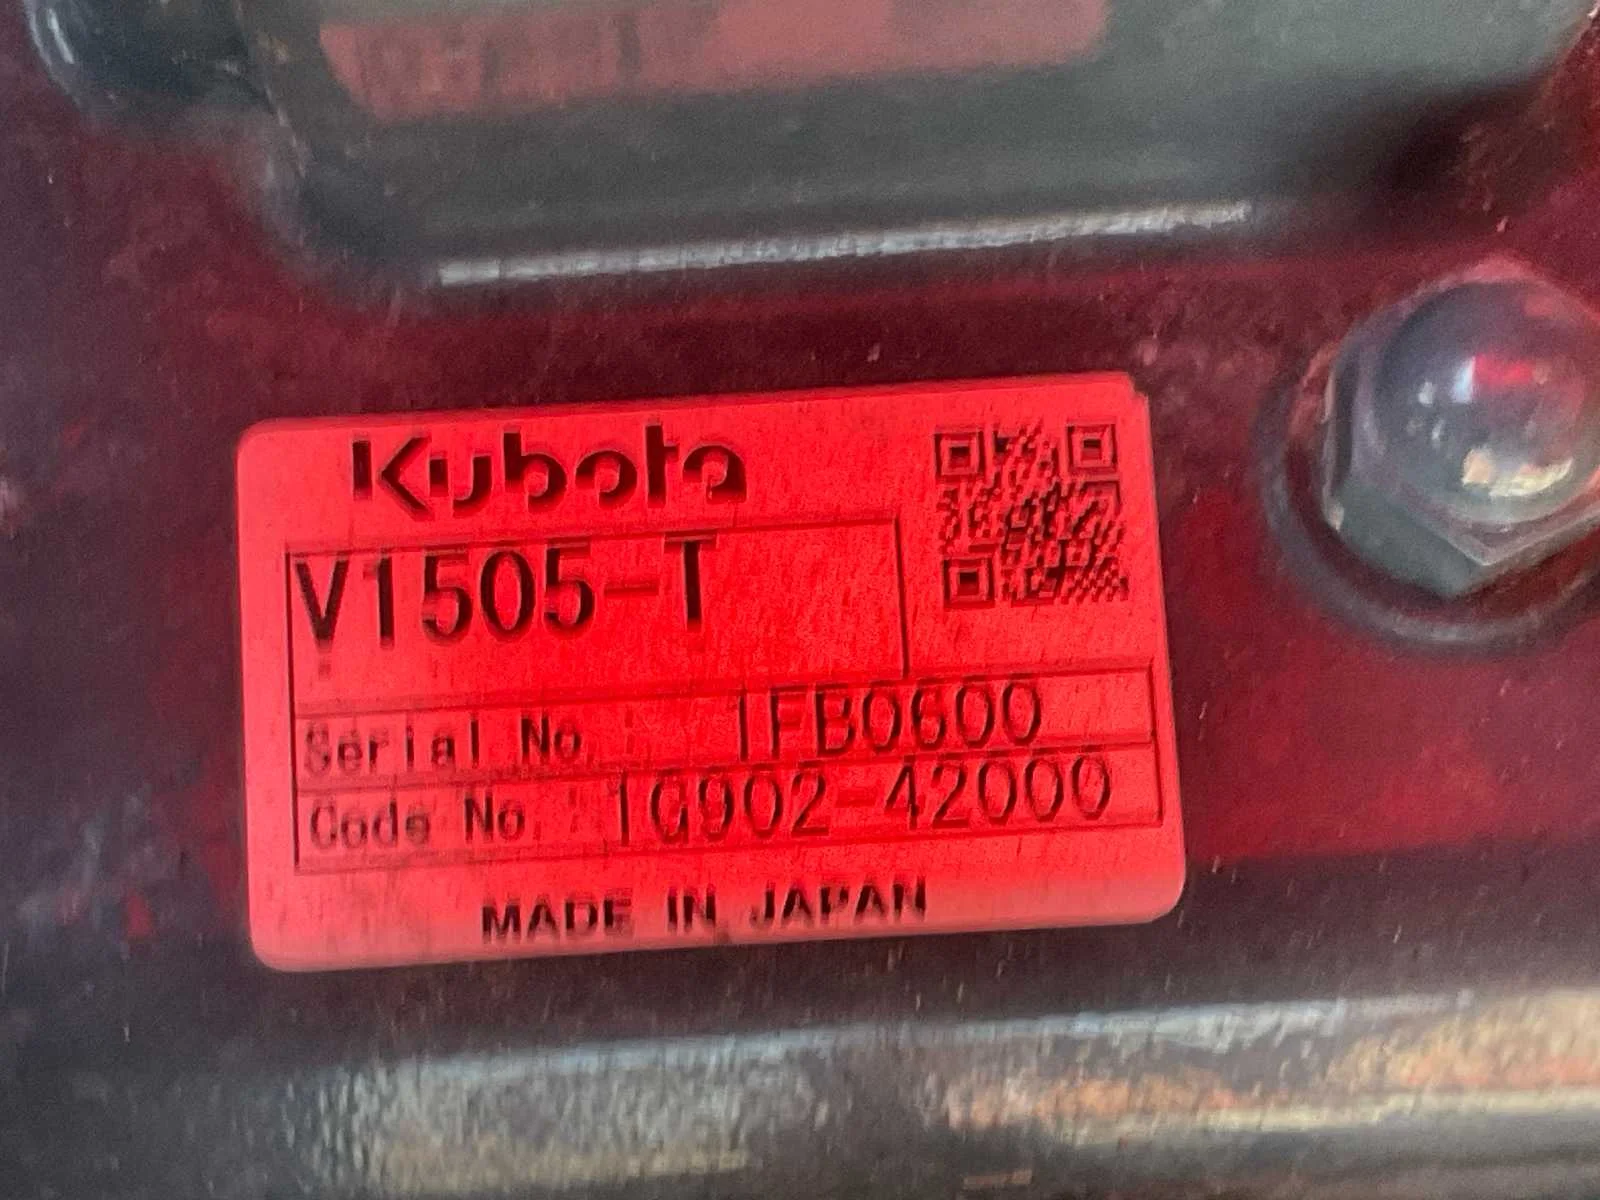 Kubota
V1505-T
Serial No. : 1FB0600
Code No. : 1G902-42000
MADE IN JAPAN